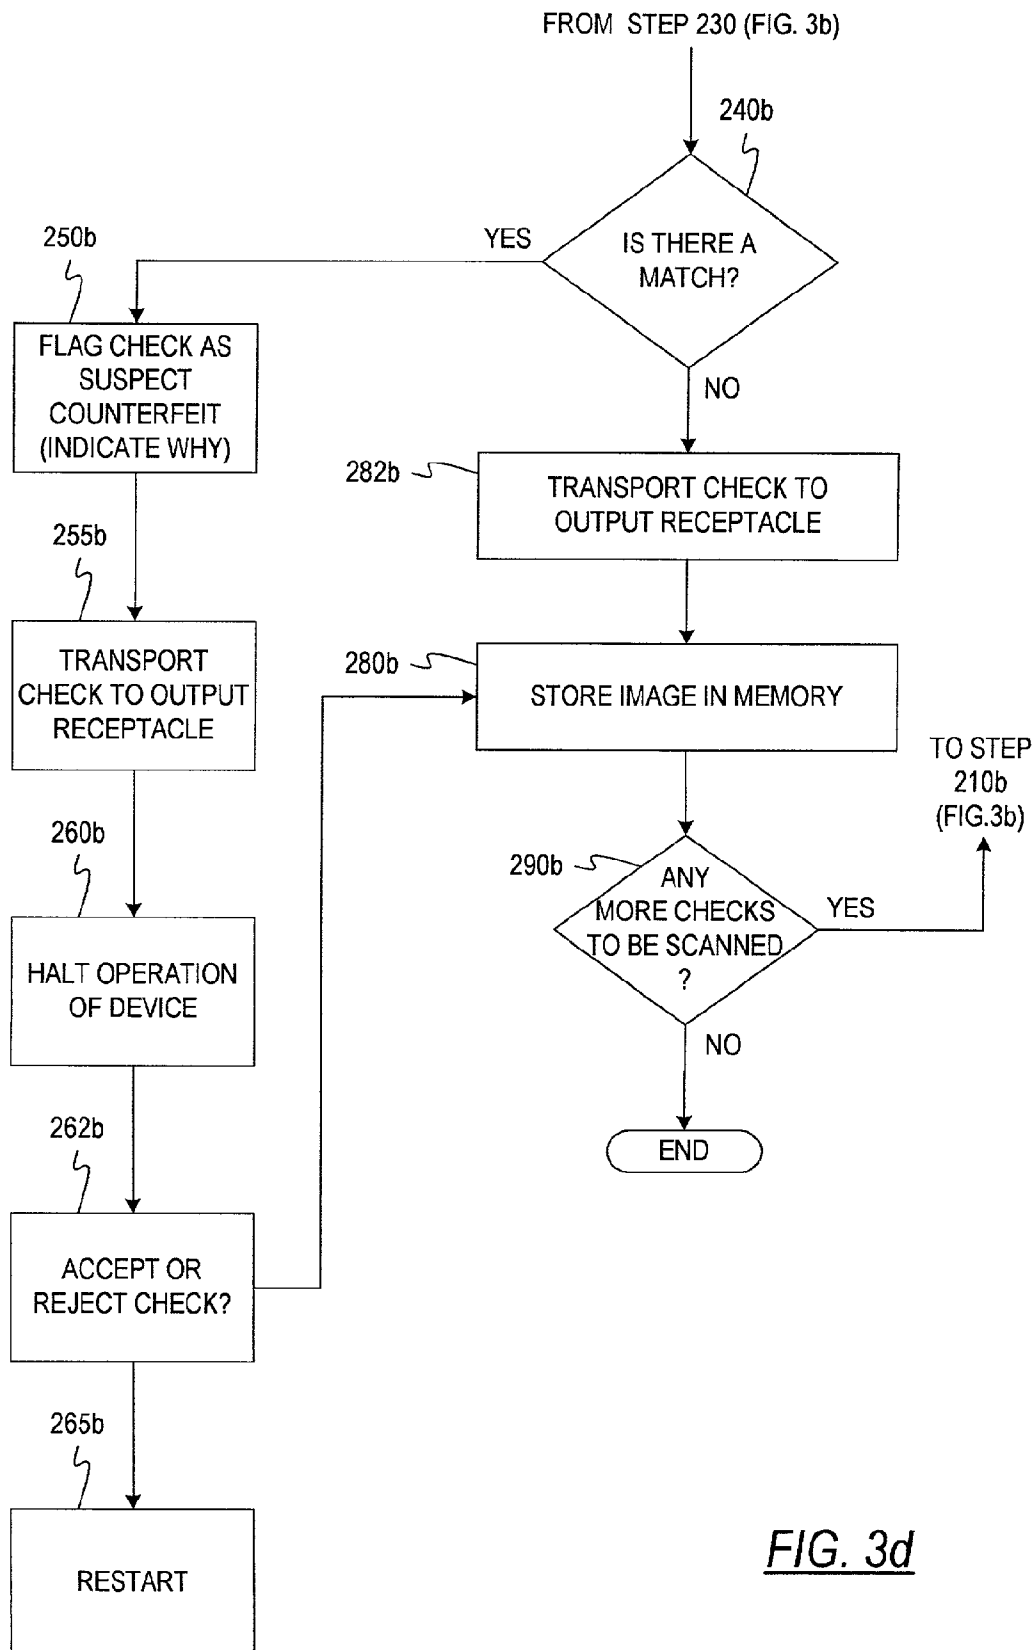 FROM STEP 230 (FIG. 3b)
240b
IS THERE A
MATCH?
YES
NO
250b
FLAG CHECK AS
SUSPECT
COUNTERFEIT
(INDICATE WHY)
282b
TRANSPORT CHECK TO
OUTPUT RECEPTACLE
255b
TRANSPORT
CHECK TO OUTPUT
RECEPTACLE
280b
STORE IMAGE IN MEMORY
TO STEP
210b
(FIG.3b)
260b
HALT OPERATION
OF DEVICE
290b
ANY
MORE CHECKS
TO BE SCANNED
?
YES
NO
END
262b
ACCEPT OR
REJECT CHECK?
265b
RESTART
FIG. 3d